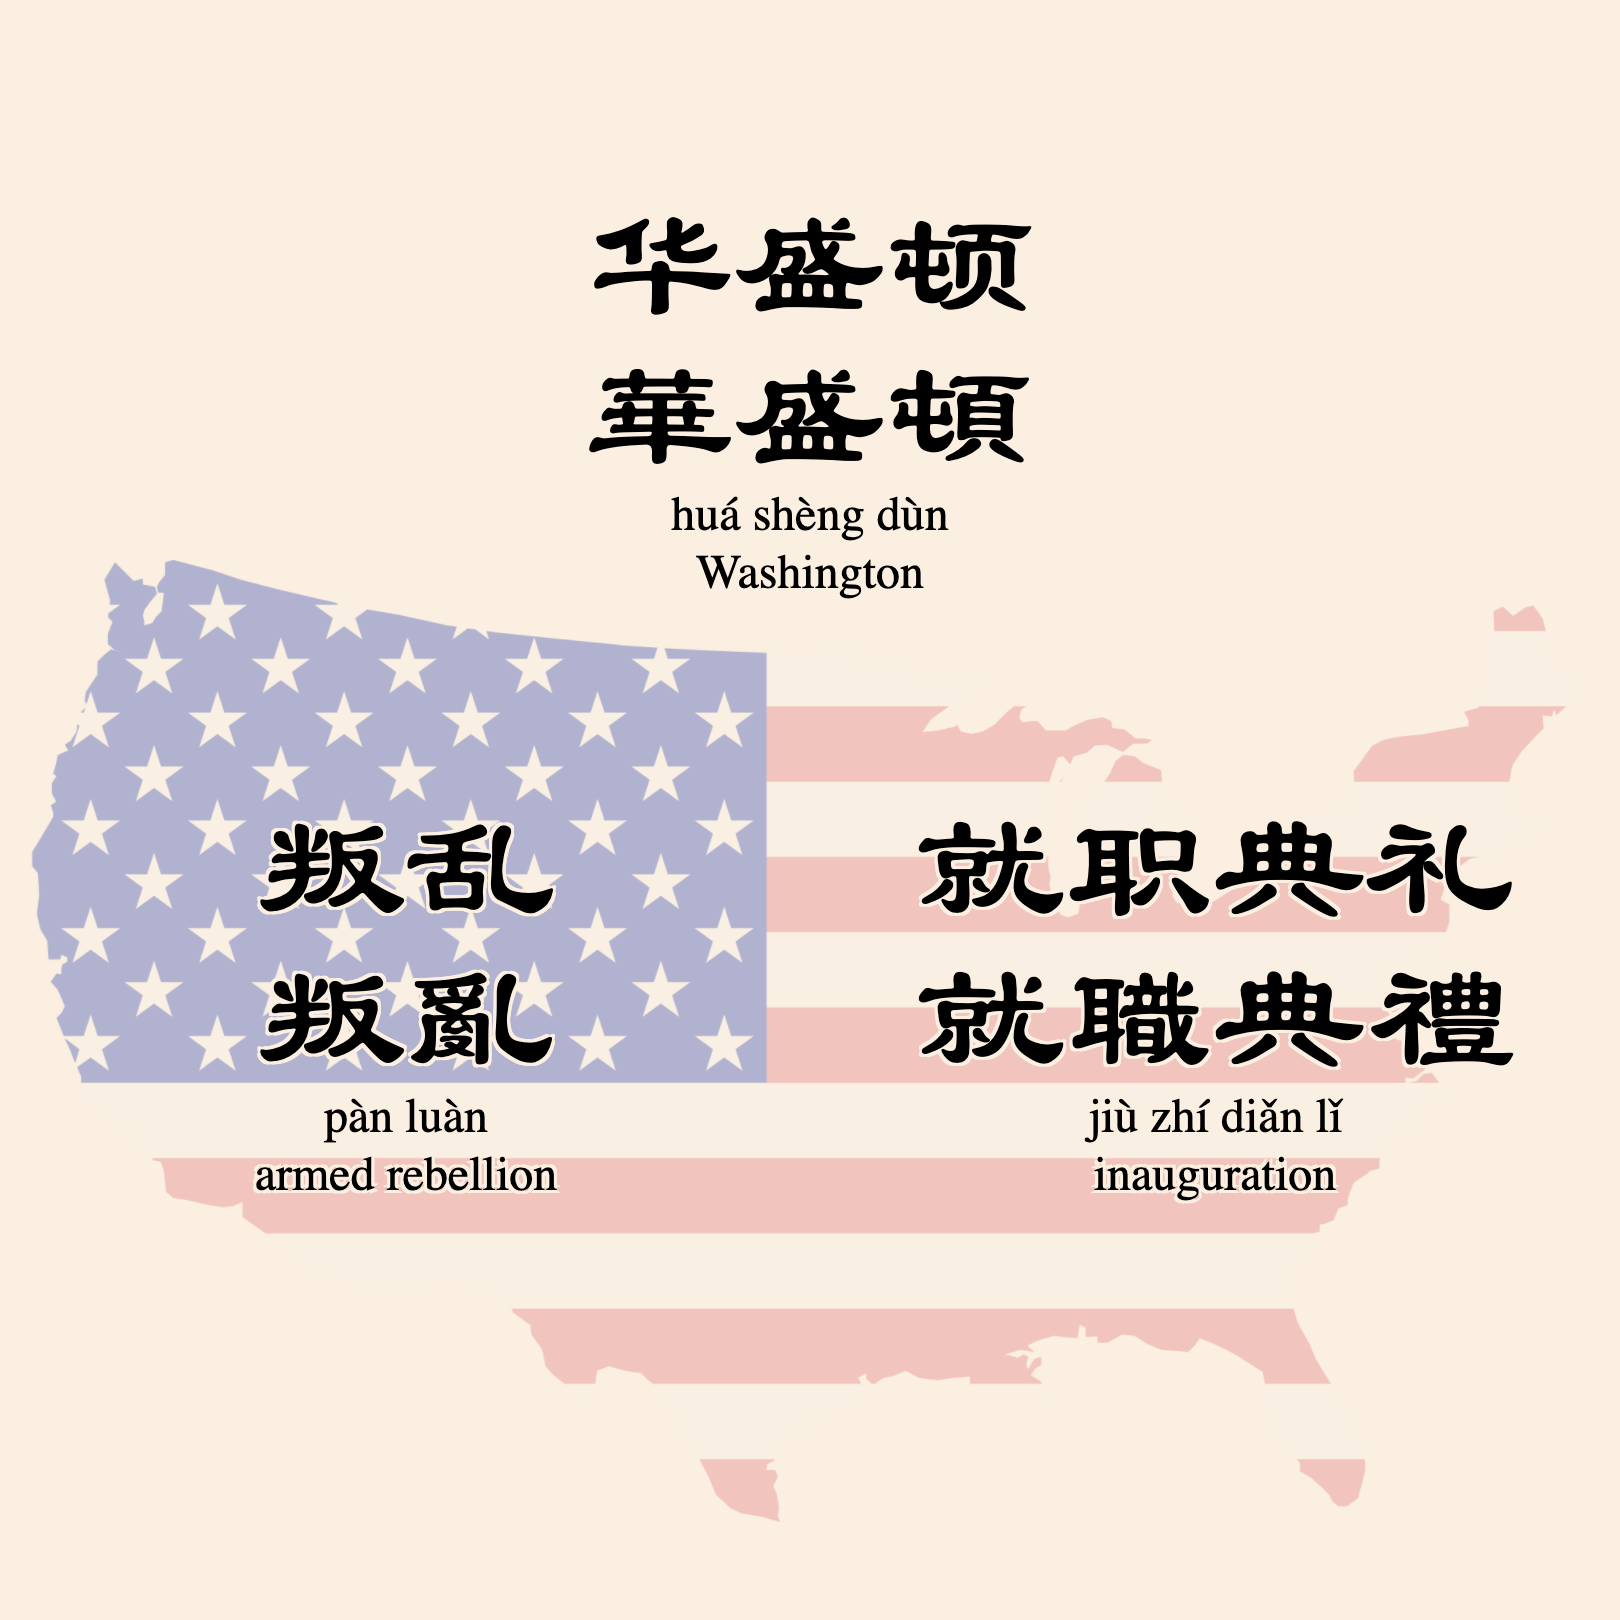 华盛顿
華盛頓
huá shèng dùn
Washington
叛乱
叛亂
pàn luàn
armed rebellion
就职典礼
就職典禮
jiù zhí diǎn lǐ
inauguration